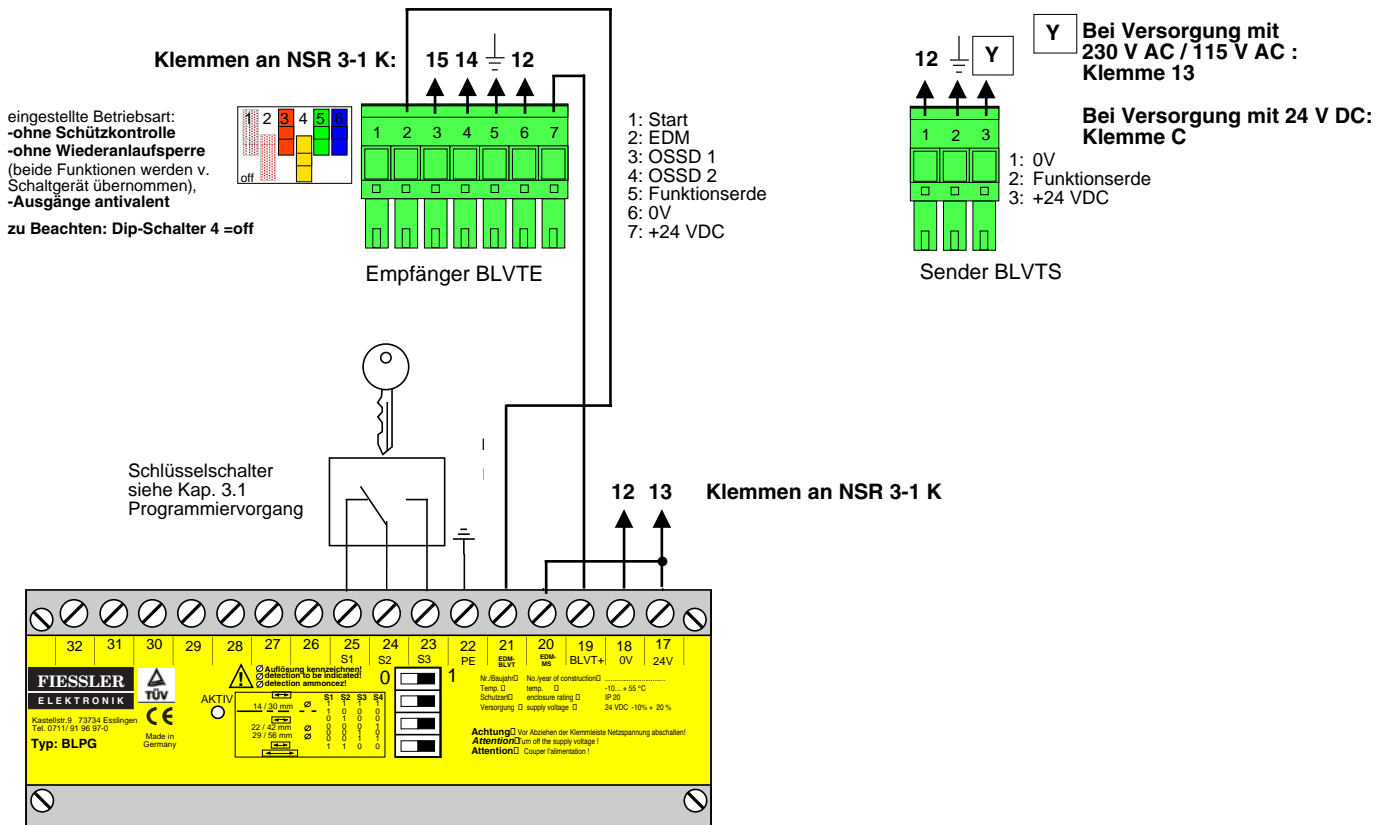 Klemmen an NSR 3-1 K: 15 14 12
eingestellte Betriebsart:
-ohne Schützkontrolle
-ohne Wiederanlaufsperre
(beide Funktionen werden v.
Schaltgerät übernommen),
-Ausgänge antivalent
zu Beachten: Dip-Schalter 4 =off
1 2 3 4 5 6
off
1 2 3 4 5 6 7
1: Start
2: EDM
3: OSSD 1
4: OSSD 2
5: Funktionserde
6: 0V
7: +24 VDC
Empfänger BLVTE
12 Y
1 2 3
1: 0V
2: Funktionserde
3: +24 VDC
Sender BLVTS
Y Bei Versorgung mit
230 V AC / 115 V AC :
Klemme 13
Bei Versorgung mit 24 V DC:
Klemme C
Schlüsselschalter
siehe Kap. 3.1
Programmiervorgang
12 13 Klemmen an NSR 3-1 K
32 31 30 29 28 27 26 25 24 23 22 21 20 19 18 17
S1 S2 S3 PE EDM-BLVT EDM-MS BLVT+ 0V 24V
FIESSLER
ELEKTRONIK
TÜV
Kastellstr.9 73734 Esslingen
Tel. 0711/ 91 96 97-0
CE
Made in
Germany
Typ: BLPG
AKTIV
Ø Auflösung kennzeichnen!
Ø detection to be indicated!
Ø detection ammoncez!
S1 S2 S3 S4
14 / 30 mm Ø 1 1 1 1
22 / 42 mm Ø
29 / 56 mm Ø
1 1 0 0
0 1
Nr./Baujahr No./year of construction ................................
Temp. temp. -10... + 55 °C
Schutzart enclosure rating IP 20
Versorgung supply voltage 24 VDC -10% + 20 %
Achtung Vor Abziehen der Klemmleiste Netzspannung abschalten!
Attention Turn off the supply voltage !
Attention Couper l'alimentation !